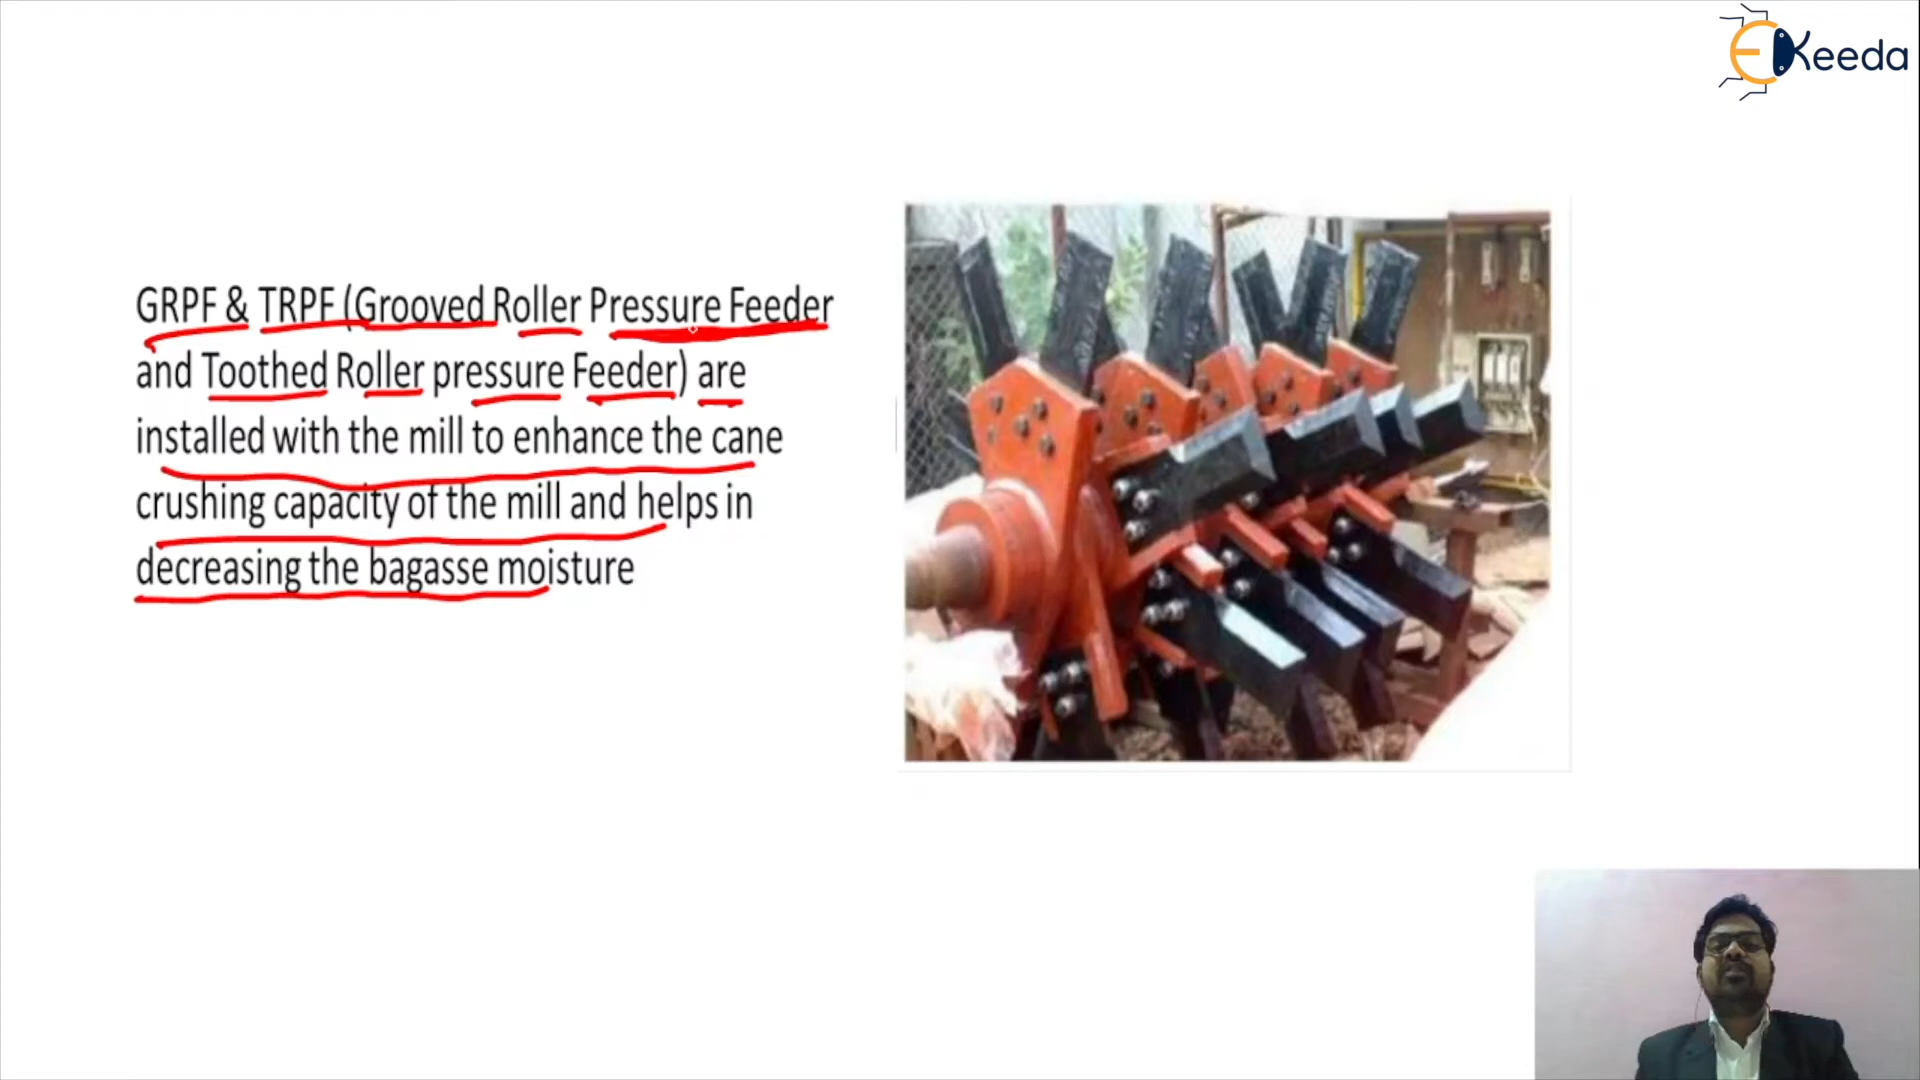 EKeeda
GRPF & TRPF (Grooved Roller Pressure Feeder
and Toothed Roller pressure Feeder) are
installed with the mill to enhance the cane
crushing capacity of the mill and helps in
decreasing the bagasse moisture